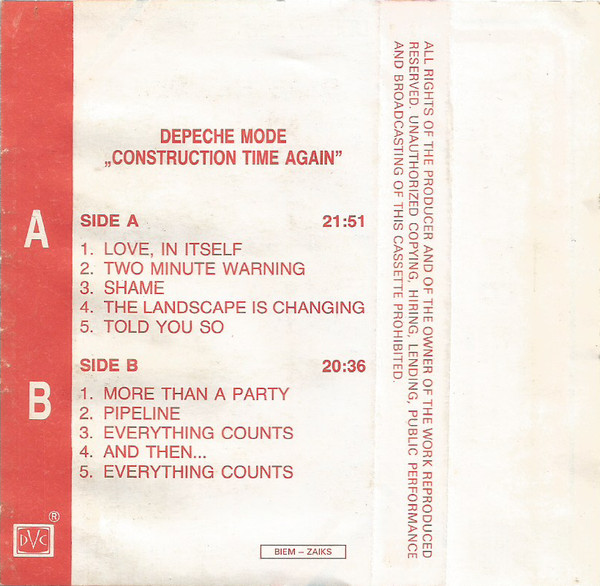 DEPECHE MODE
„CONSTRUCTION TIME AGAIN”
A
SIDE A 21:51
1. LOVE, IN ITSELF
2. TWO MINUTE WARNING
3. SHAME
4. THE LANDSCAPE IS CHANGING
5. TOLD YOU SO
B
SIDE B 20:36
1. MORE THAN A PARTY
2. PIPELINE
3. EVERYTHING COUNTS
4. AND THEN...
5. EVERYTHING COUNTS
DVC ®
BIEM – ZAIKS
ALL RIGHTS OF THE PRODUCER AND OF THE OWNER OF THE WORK REPRODUCED
RESERVED. UNAUTHORIZED COPYING, HIRING, LENDING, PUBLIC PERFORMANCE
AND BROADCASTING OF THIS CASSETTE PROHIBITED.